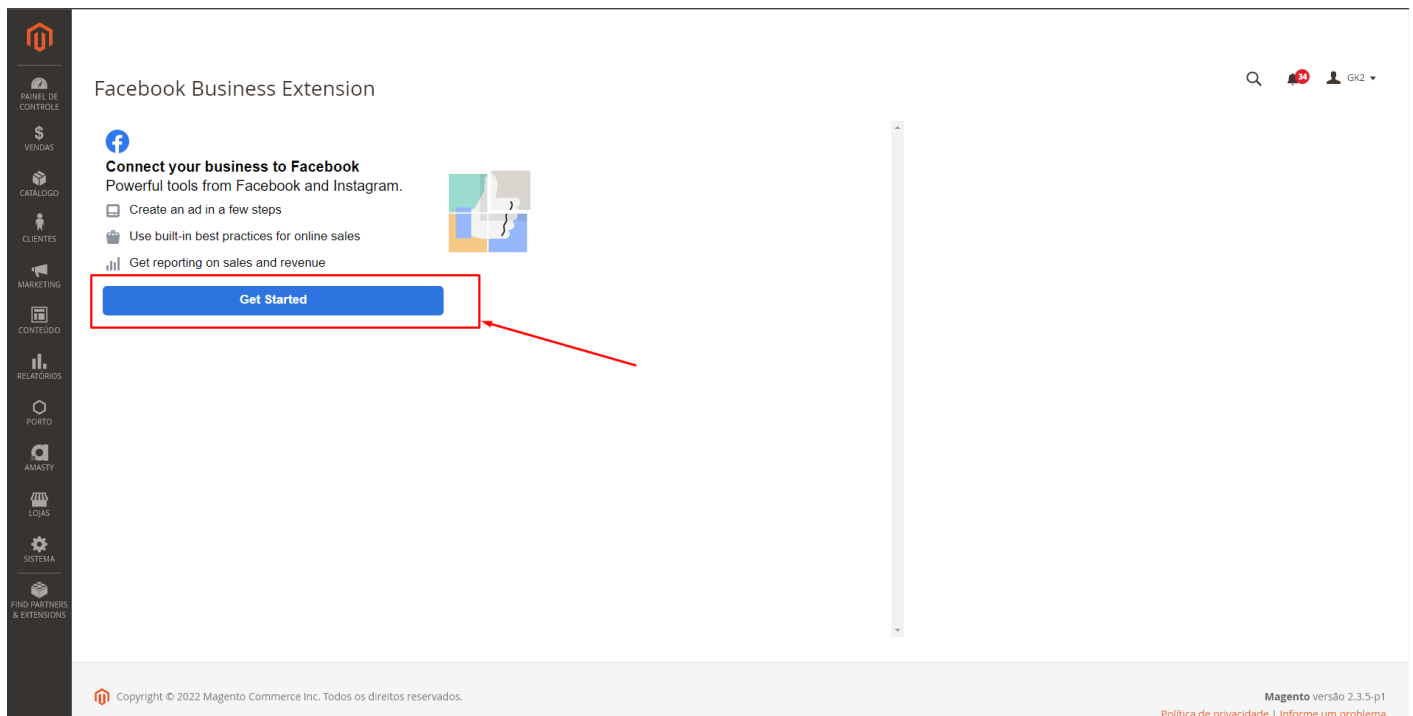 PAINEL DE
CONTROLE
VENDAS
CATÁLOGO
CLIENTES
MARKETING
CONTEÚDO
RELATÓRIOS
PORTO
AMASTY
LOJAS
SISTEMA
FIND PARTNERS
& EXTENSIONS
Facebook Business Extension
34
GK2
Connect your business to Facebook
Powerful tools from Facebook and Instagram.
Create an ad in a few steps
Use built-in best practices for online sales
Get reporting on sales and revenue
Get Started
Copyright © 2022 Magento Commerce Inc. Todos os direitos reservados.
Magento versão 2.3.5-p1
Política de privacidade | Informe um problema